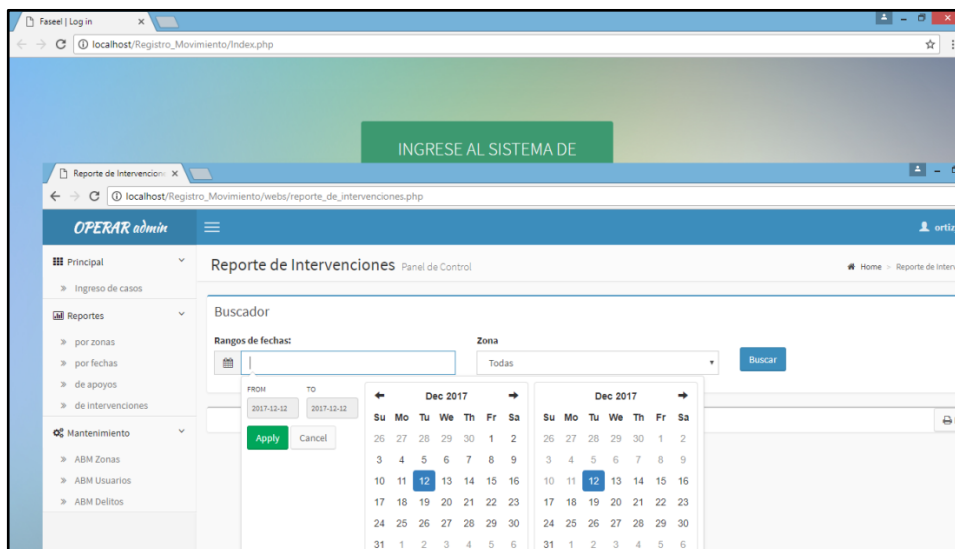 Faseel | Log in
localhost/Registro_Movimiento/Index.php
INGRESE AL SISTEMA DE
Reporte de Intervencione
localhost/Registro_Movimiento/webs/reporte_de_intervenciones.php
OPERAR admin
ortiz
Principal
Reporte de Intervenciones Panel de Control
Home > Reporte de Interv
Ingreso de casos
Reportes
por zonas
por fechas
de apoyos
de intervenciones
Mantenimiento
ABM Zonas
ABM Usuarios
ABM Delitos
Buscador
Rangos de fechas:
Zona
Todas
Buscar
FROM TO
2017-12-12 2017-12-12
Apply Cancel
Dec 2017
Su Mo Tu We Th Fr Sa
26 27 28 29 30 1 2
3 4 5 6 7 8 9
10 11 12 13 14 15 16
17 18 19 20 21 22 23
24 25 26 27 28 29 30
31 1 2 3 4 5 6
Dec 2017
Su Mo Tu We Th Fr Sa
26 27 28 29 30 1 2
3 4 5 6 7 8 9
10 11 12 13 14 15 16
17 18 19 20 21 22 23
24 25 26 27 28 29 30
31 1 2 3 4 5 6